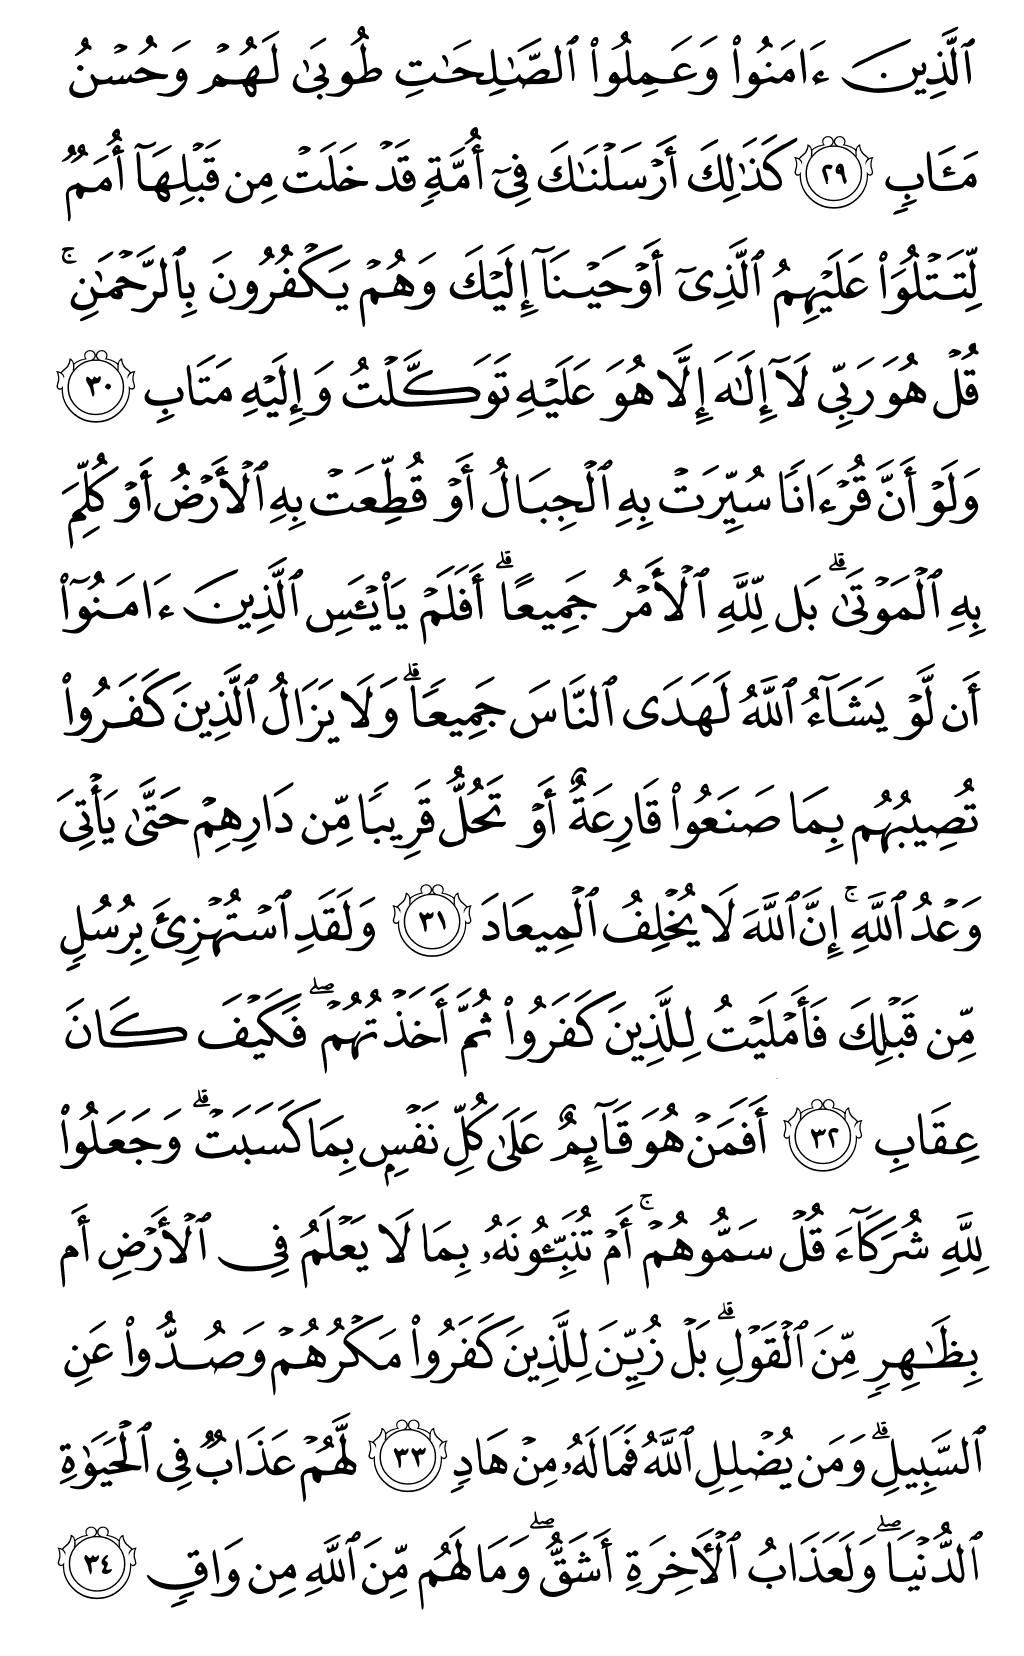 ٱلَّذِينَ ءَامَنُوا۟ وَعَمِلُوا۟ ٱلصَّـٰلِحَـٰتِ طُوبَىٰ لَهُمْ وَحُسْنُ
مَـَٔابٍ ﴿٢٩﴾ كَذَٰلِكَ أَرْسَلْنَـٰكَ فِىٓ أُمَّةٍ قَدْ خَلَتْ مِن قَبْلِهَآ أُمَمٌ
لِّتَتْلُوَا۟ عَلَيْهِمُ ٱلَّذِىٓ أَوْحَيْنَآ إِلَيْكَ وَهُمْ يَكْفُرُونَ بِٱلرَّحْمَـٰنِ ۚ
قُلْ هُوَ رَبِّى لَآ إِلَـٰهَ إِلَّا هُوَ عَلَيْهِ تَوَكَّلْتُ وَإِلَيْهِ مَتَابِ ﴿٣٠﴾
وَلَوْ أَنَّ قُرْءَانًا سُيِّرَتْ بِهِ ٱلْجِبَالُ أَوْ قُطِّعَتْ بِهِ ٱلْأَرْضُ أَوْ كُلِّمَ
بِهِ ٱلْمَوْتَىٰ ۗ بَل لِّلَّهِ ٱلْأَمْرُ جَمِيعًا ۗ أَفَلَمْ يَا۟يْـَٔسِ ٱلَّذِينَ ءَامَنُوٓا۟
أَن لَّوْ يَشَآءُ ٱللَّهُ لَهَدَى ٱلنَّاسَ جَمِيعًا ۗ وَلَا يَزَالُ ٱلَّذِينَ كَفَرُوا۟
تُصِيبُهُم بِمَا صَنَعُوا۟ قَارِعَةٌ أَوْ تَحُلُّ قَرِيبًا مِّن دَارِهِمْ حَتَّىٰ يَأْتِىَ
وَعْدُ ٱللَّهِ ۚ إِنَّ ٱللَّهَ لَا يُخْلِفُ ٱلْمِيعَادَ ﴿٣١﴾ وَلَقَدِ ٱسْتُهْزِئَ بِرُسُلٍ
مِّن قَبْلِكَ فَأَمْلَيْتُ لِلَّذِينَ كَفَرُوا۟ ثُمَّ أَخَذْتُهُمْ ۖ فَكَيْفَ كَانَ
عِقَابِ ﴿٣٢﴾ أَفَمَنْ هُوَ قَآئِمٌ عَلَىٰ كُلِّ نَفْسٍۭ بِمَا كَسَبَتْ ۗ وَجَعَلُوا۟
لِلَّهِ شُرَكَآءَ قُلْ سَمُّوهُمْ ۚ أَمْ تُنَبِّـُٔونَهُۥ بِمَا لَا يَعْلَمُ فِى ٱلْأَرْضِ أَم
بِظَـٰهِرٍ مِّنَ ٱلْقَوْلِ ۗ بَلْ زُيِّنَ لِلَّذِينَ كَفَرُوا۟ مَكْرُهُمْ وَصُدُّوا۟ عَنِ
ٱلسَّبِيلِ ۗ وَمَن يُضْلِلِ ٱللَّهُ فَمَا لَهُۥ مِنْ هَادٍ ﴿٣٣﴾ لَّهُمْ عَذَابٌ فِى ٱلْحَيَوٰةِ
ٱلدُّنْيَا ۖ وَلَعَذَابُ ٱلْـَٔاخِرَةِ أَشَقُّ ۖ وَمَا لَهُم مِّنَ ٱللَّهِ مِن وَاقٍ ﴿٣٤﴾